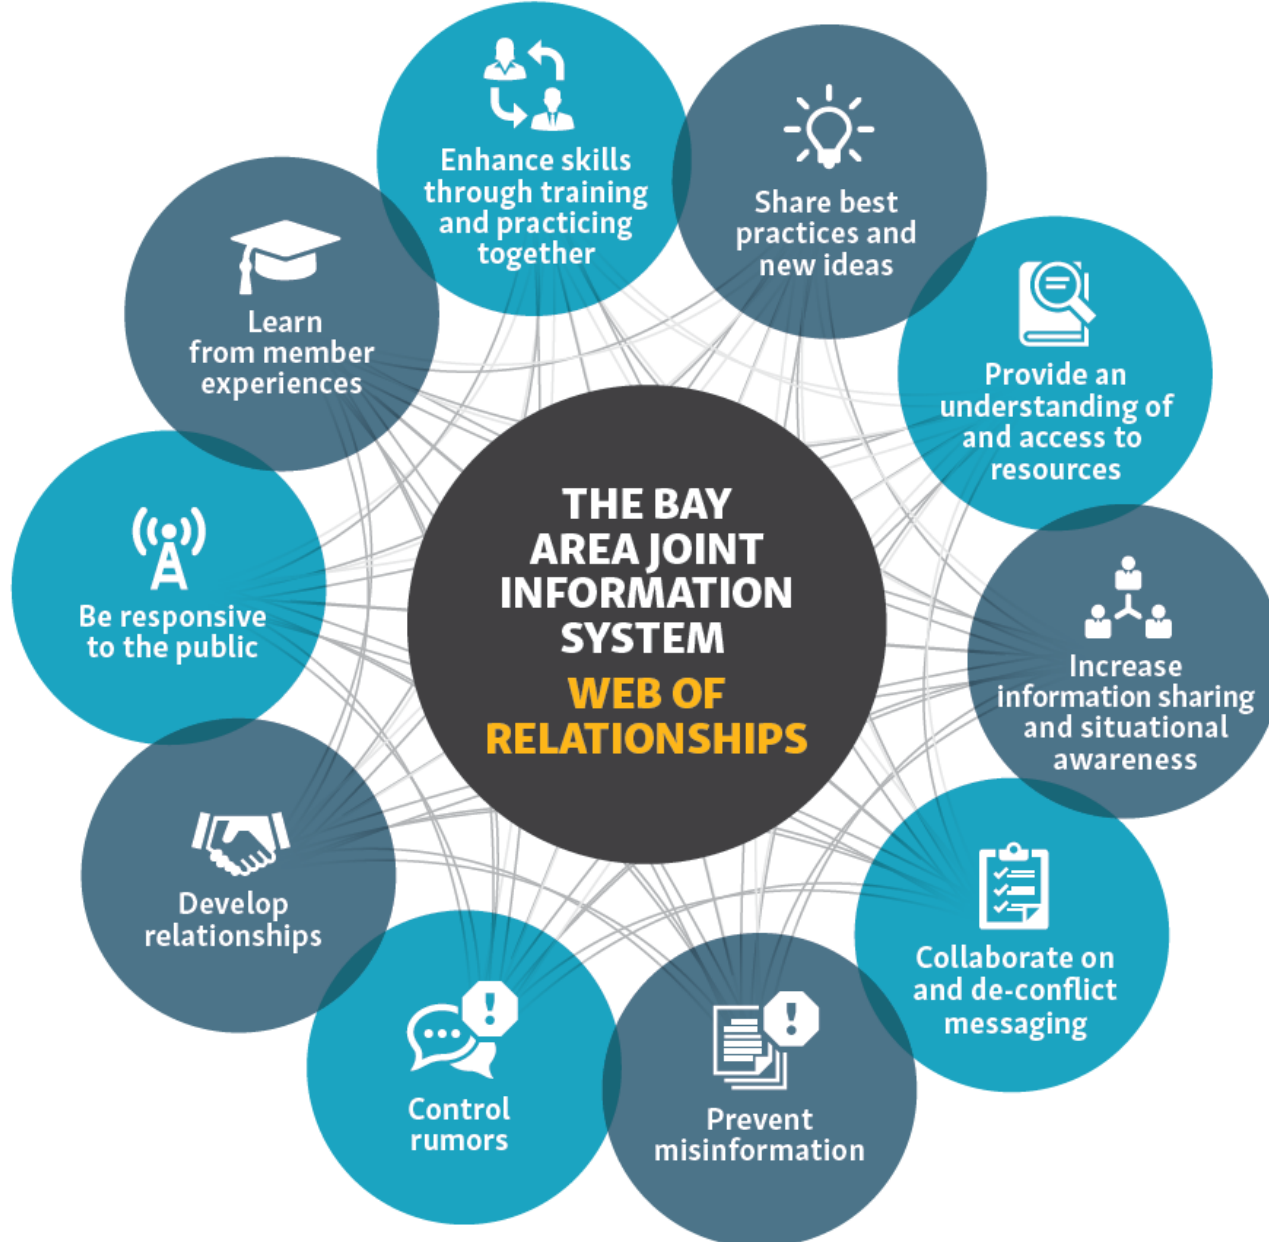 Enhance skills
through training
and practicing
together
Share best
practices and
new ideas
Provide an
understanding of
and access to
resources
Increase
information sharing
and situational
awareness
Collaborate on
and de-conflict
messaging
Prevent
misinformation
Control
rumors
Develop
relationships
Be responsive
to the public
Learn
from member
experiences
THE BAY
AREA JOINT
INFORMATION
SYSTEM
WEB OF
RELATIONSHIPS